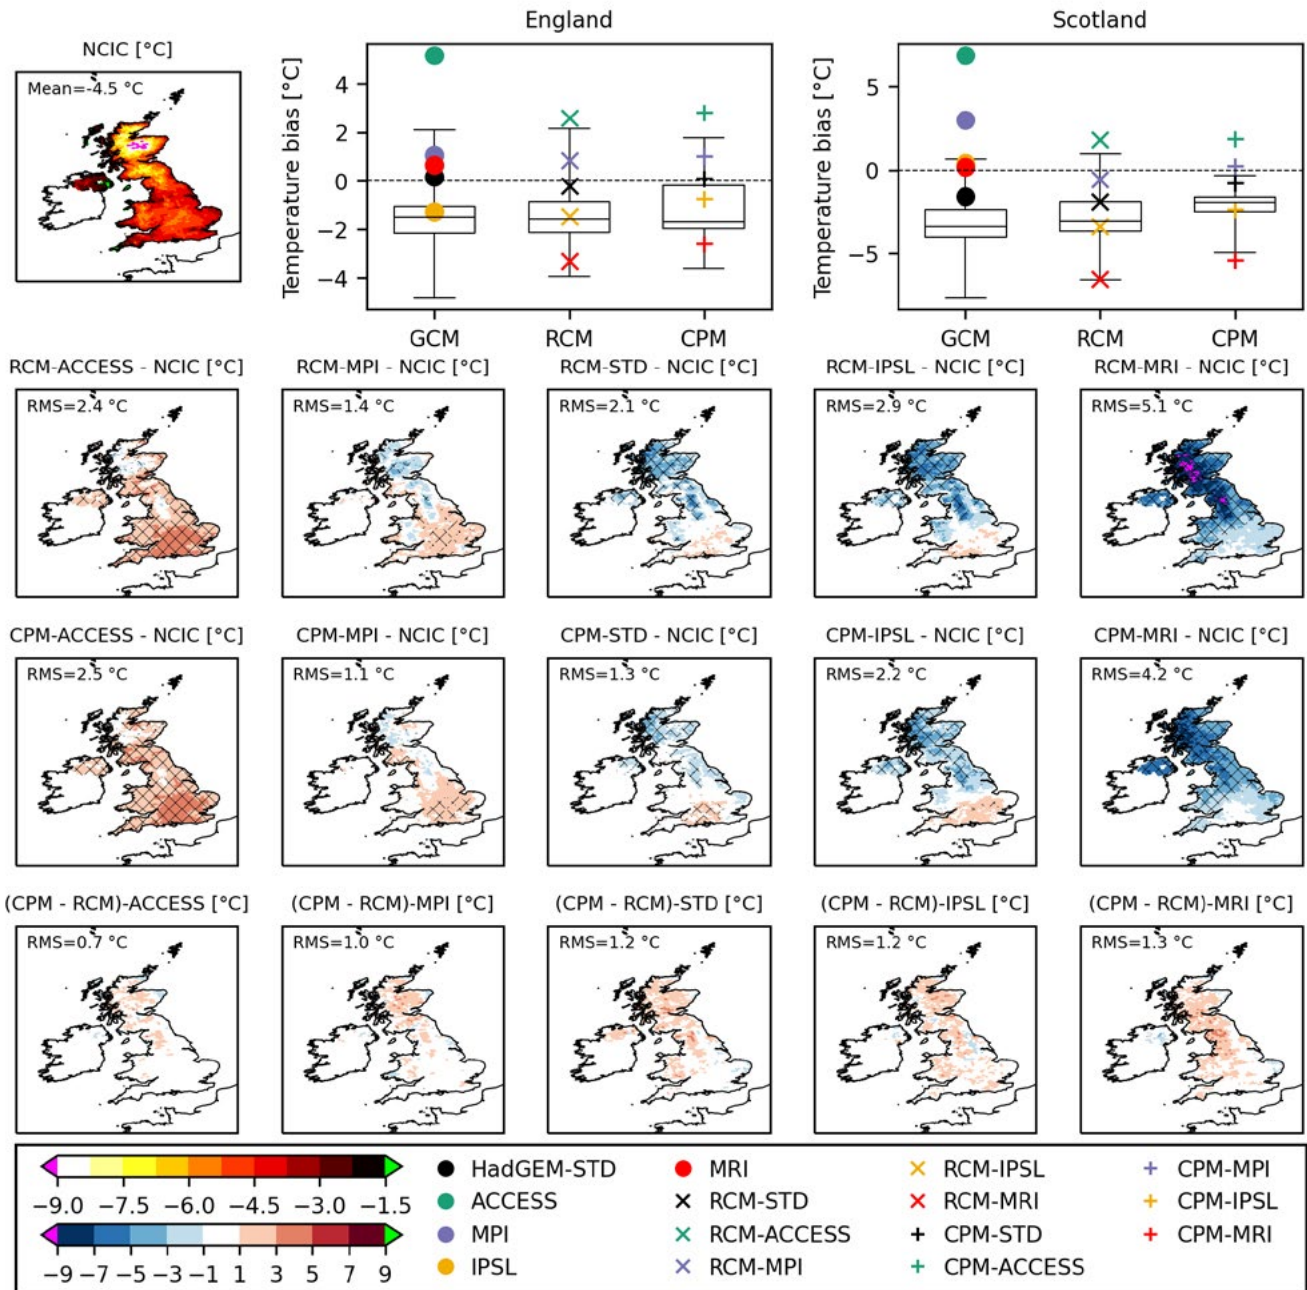 England
Scotland
NCIC [°C]
Mean=-4.5 °C
Temperature bias [°C]
4
2
0
−2
−4
GCM
RCM
CPM
Temperature bias [°C]
5
0
−5
GCM
RCM
CPM
RCM-ACCESS - NCIC [°C]
RCM-MPI - NCIC [°C]
RCM-STD - NCIC [°C]
RCM-IPSL - NCIC [°C]
RCM-MRI - NCIC [°C]
RMS=2.4 °C
RMS=1.4 °C
RMS=2.1 °C
RMS=2.9 °C
RMS=5.1 °C
CPM-ACCESS - NCIC [°C]
CPM-MPI - NCIC [°C]
CPM-STD - NCIC [°C]
CPM-IPSL - NCIC [°C]
CPM-MRI - NCIC [°C]
RMS=2.5 °C
RMS=1.1 °C
RMS=1.3 °C
RMS=2.2 °C
RMS=4.2 °C
(CPM - RCM)-ACCESS [°C]
(CPM - RCM)-MPI [°C]
(CPM - RCM)-STD [°C]
(CPM - RCM)-IPSL [°C]
(CPM - RCM)-MRI [°C]
RMS=0.7 °C
RMS=1.0 °C
RMS=1.2 °C
RMS=1.2 °C
RMS=1.3 °C
−9.0 −7.5 −6.0 −4.5 −3.0 −1.5
−9 −7 −5 −3 −1 1 3 5 7 9
HadGEM-STD
ACCESS
MPI
IPSL
MRI
RCM-STD
RCM-ACCESS
RCM-MPI
RCM-IPSL
RCM-MRI
CPM-STD
CPM-ACCESS
CPM-MPI
CPM-IPSL
CPM-MRI